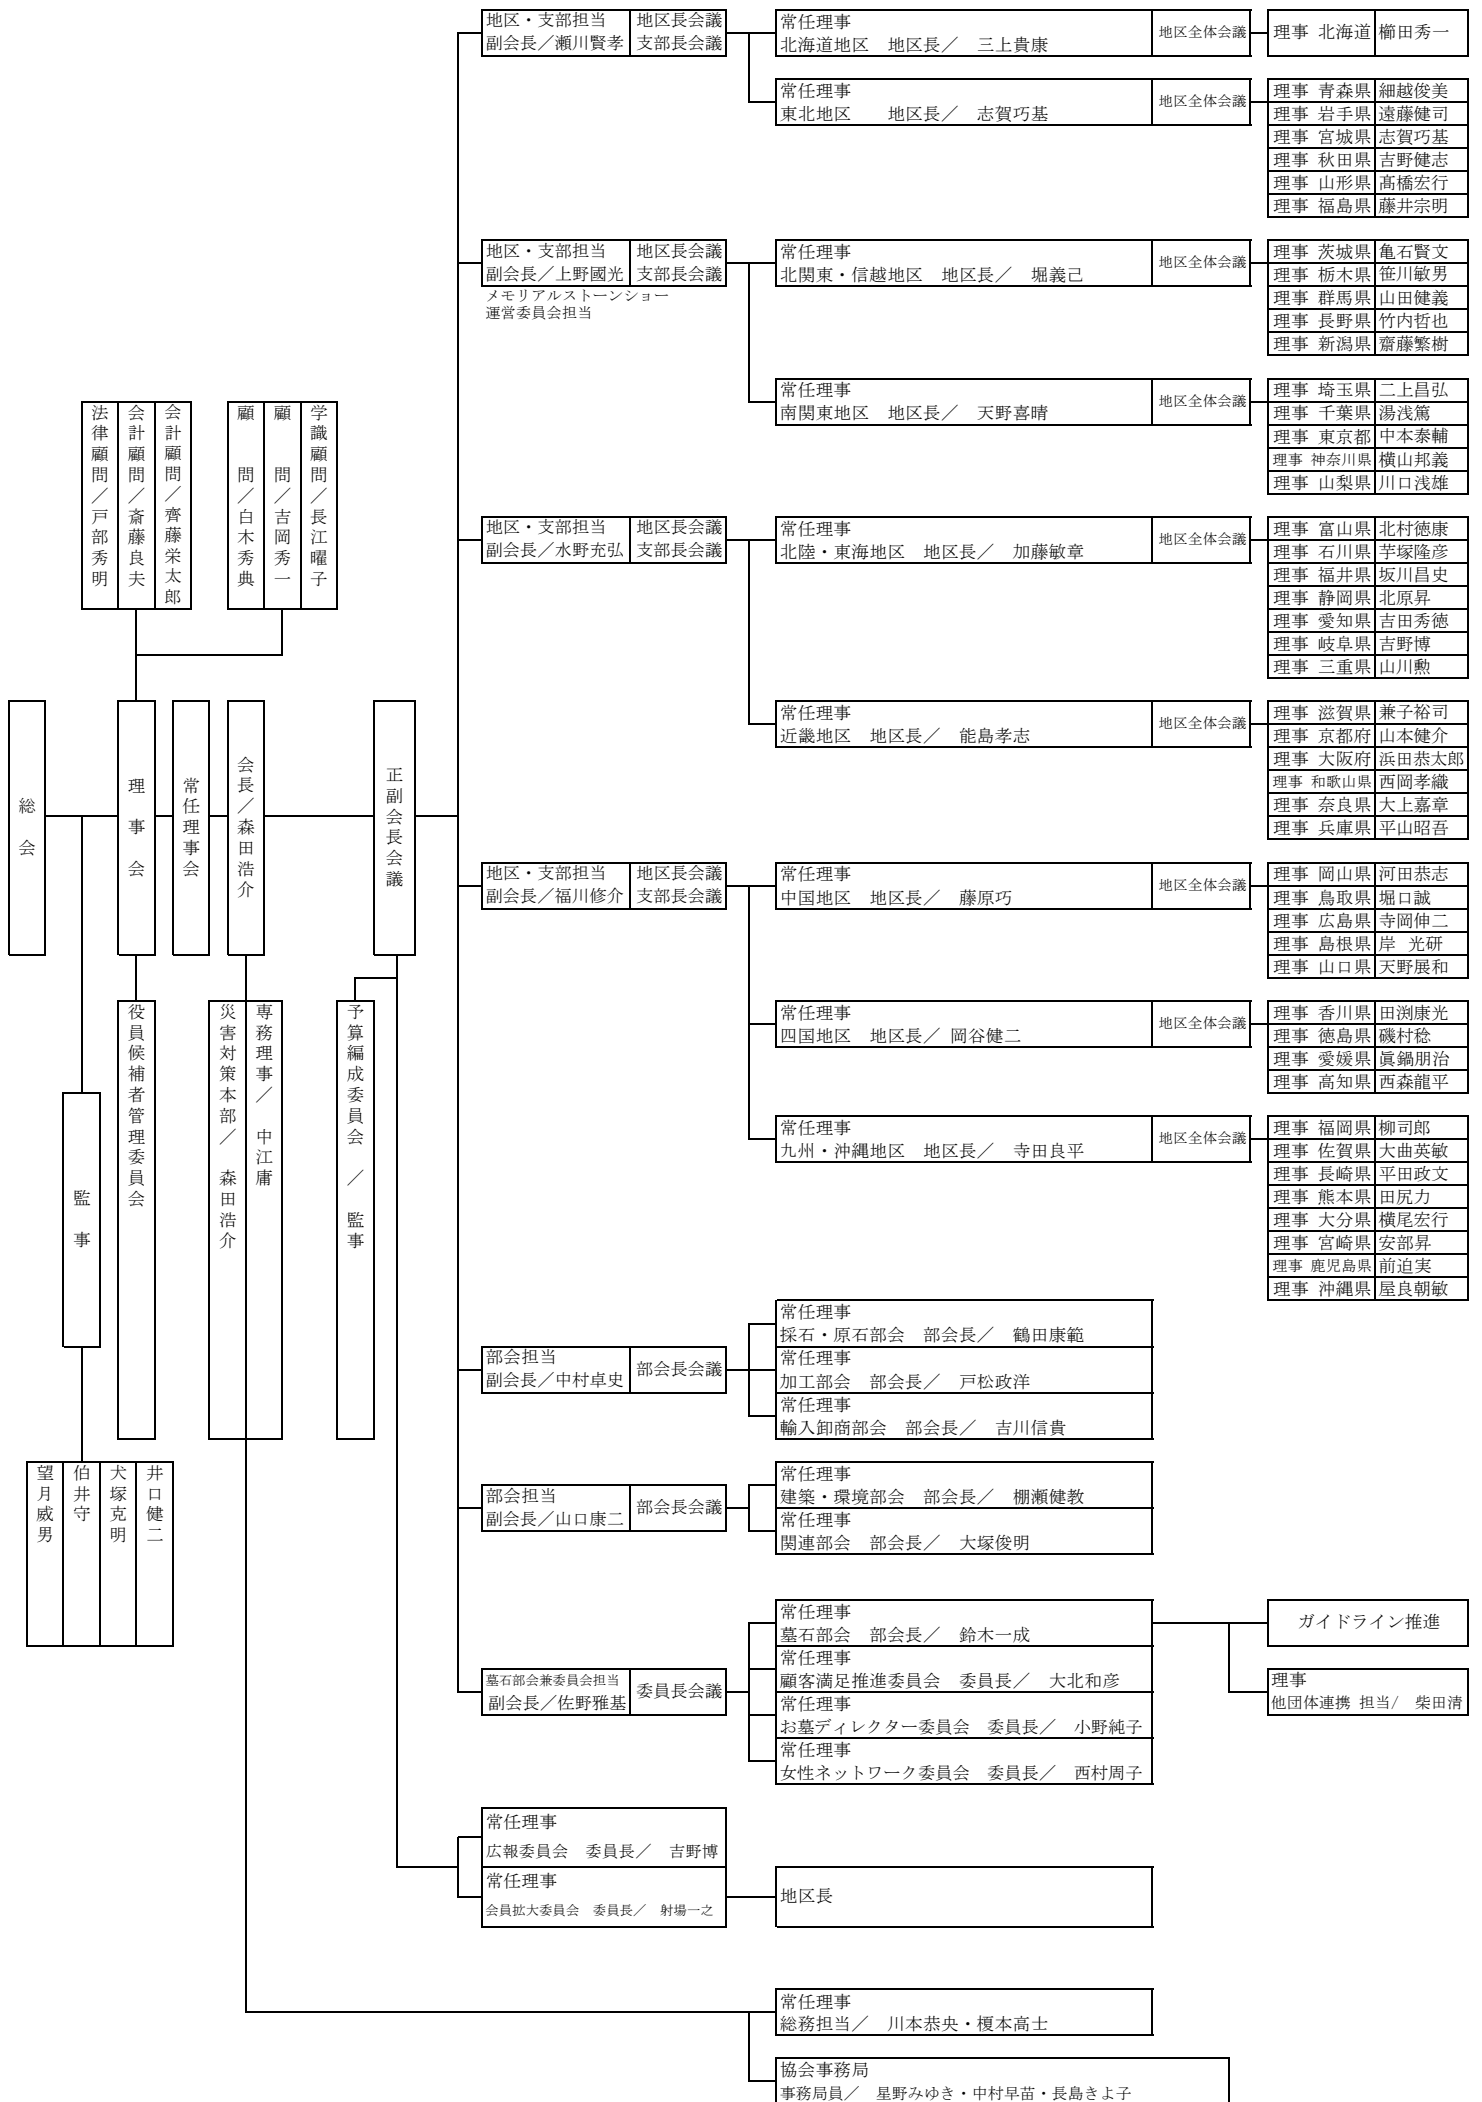 地区・支部担当
副会長／瀬川賢孝
地区長会議
支部長会議
常任理事
北海道地区　地区長／　三上貴康
地区全体会議
理事 北海道 櫛田秀一
常任理事
東北地区　　地区長／　志賀巧基
地区全体会議
理事 青森県 細越俊美
理事 岩手県 遠藤健司
理事 宮城県 志賀巧基
理事 秋田県 吉野健志
理事 山形県 髙橋宏行
理事 福島県 藤井宗明
地区・支部担当
副会長／上野國光
地区長会議
支部長会議
メモリアルストーンショー
運営委員会担当
常任理事
北関東・信越地区　地区長／　堀義己
地区全体会議
理事 茨城県 亀石賢文
理事 栃木県 笹川敏男
理事 群馬県 山田健義
理事 長野県 竹内哲也
理事 新潟県 齋藤繁樹
常任理事
南関東地区　地区長／　天野喜晴
地区全体会議
理事 埼玉県 二上昌弘
理事 千葉県 湯浅篤
理事 東京都 中本泰輔
理事 神奈川県 横山邦義
理事 山梨県 川口浅雄
法律顧問／戸部秀明
会計顧問／斎藤良夫
会計顧問／齊藤栄太郎
顧　問／白木秀典
顧　問／吉岡秀一
学識顧問／長江曜子
地区・支部担当
副会長／水野充弘
地区長会議
支部長会議
常任理事
北陸・東海地区　地区長／　加藤敏章
地区全体会議
理事 富山県 北村徳康
理事 石川県 芋塚隆彦
理事 福井県 坂川昌史
理事 静岡県 北原昇
理事 愛知県 吉田秀徳
理事 岐阜県 吉野博
理事 三重県 山川勲
常任理事
近畿地区　地区長／　能島孝志
地区全体会議
理事 滋賀県 兼子裕司
理事 京都府 山本健介
理事 大阪府 浜田恭太郎
理事 和歌山県 西岡孝織
理事 奈良県 大上嘉章
理事 兵庫県 平山昭吾
総　会
理　事　会
常任理事会
会長／森田浩介
正副会長会議
地区・支部担当
副会長／福川修介
地区長会議
支部長会議
常任理事
中国地区　地区長／　藤原巧
地区全体会議
理事 岡山県 河田恭志
理事 鳥取県 堀口誠
理事 広島県 寺岡伸二
理事 島根県 岸 光研
理事 山口県 天野展和
常任理事
四国地区　地区長／ 岡谷健二
地区全体会議
理事 香川県 田渕康光
理事 徳島県 磯村稔
理事 愛媛県 眞鍋朋治
理事 高知県 西森龍平
常任理事
九州・沖縄地区　地区長／　寺田良平
地区全体会議
理事 福岡県 柳司郎
理事 佐賀県 大曲英敏
理事 長崎県 平田政文
理事 熊本県 田尻力
理事 大分県 横尾宏行
理事 宮崎県 安部昇
理事 鹿児島県 前迫実
理事 沖縄県 屋良朝敏
監　事
役員候補者管理委員会
災害対策本部／　森田浩介
専務理事／　中江庸
予算編成委員会　／　監事
望月威男
伯井守
犬塚克明
井口健二
部会担当
副会長／中村卓史
部会長会議
常任理事
採石・原石部会　部会長／　鶴田康範
常任理事
加工部会　部会長／　戸松政洋
常任理事
輸入卸商部会　部会長／　吉川信貴
部会担当
副会長／山口康二
部会長会議
常任理事
建築・環境部会　部会長／　棚瀬健教
常任理事
関連部会　部会長／　大塚俊明
墓石部会兼委員会担当
副会長／佐野雅基
委員長会議
常任理事
墓石部会　部会長／　鈴木一成
常任理事
顧客満足推進委員会　委員長／　大北和彦
常任理事
お墓ディレクター委員会　委員長／　小野純子
常任理事
女性ネットワーク委員会　委員長／　西村周子
ガイドライン推進
理事
他団体連携 担当/　柴田清
常任理事
広報委員会　委員長／　吉野博
常任理事
会員拡大委員会　委員長／　射場一之
地区長
常任理事
総務担当／　川本恭央・榎本高士
協会事務局
事務局員／　星野みゆき・中村早苗・長島きよ子